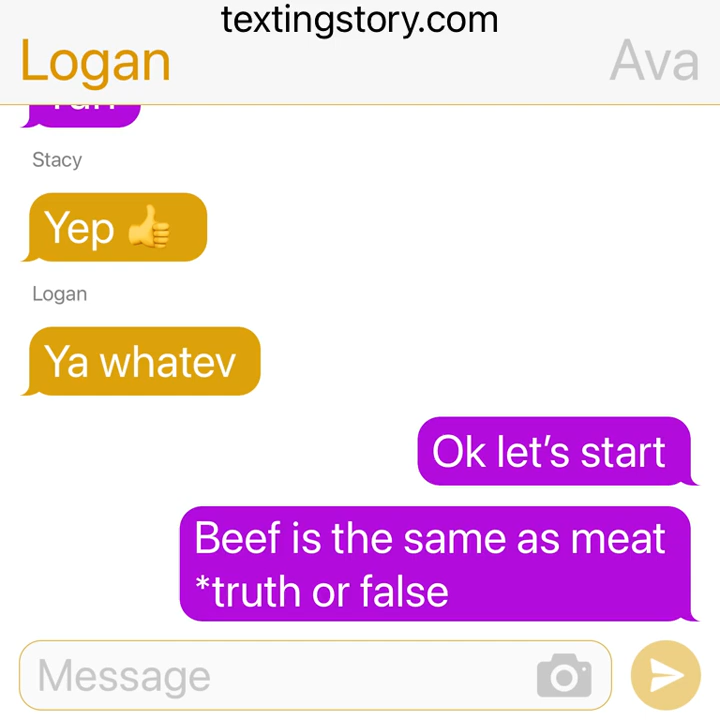 textingstory.com
Logan Ava
Stacy
Yep 👍
Logan
Ya whatev
Ok let’s start
Beef is the same as meat
*truth or false
Message